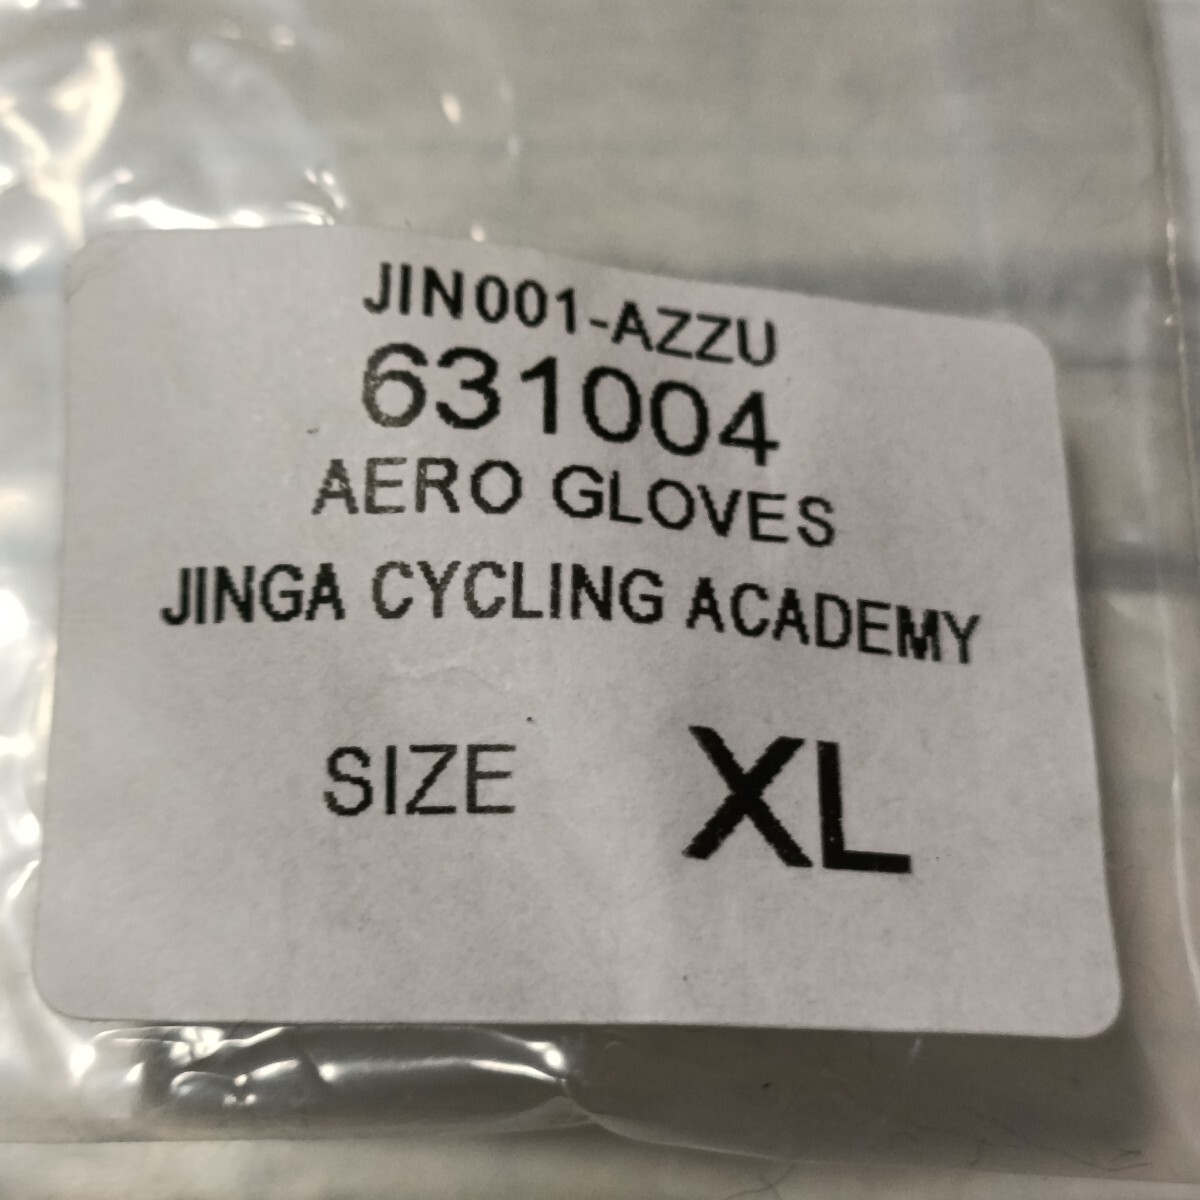 JIN001-AZZU
631004
AERO GLOVES
JINGA CYCLING ACADEMY
SIZE XL